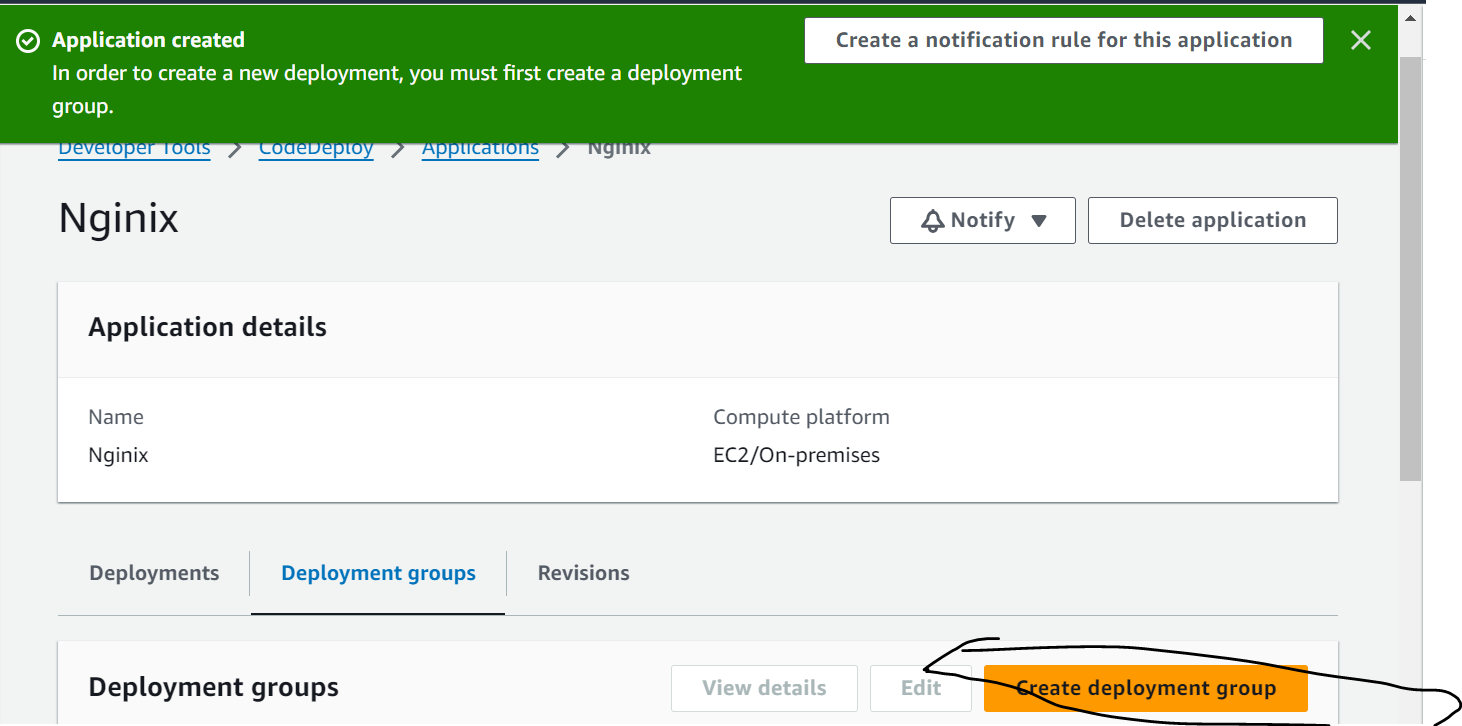 Application created
Create a notification rule for this application
In order to create a new deployment, you must first create a deployment
group.
Developer Tools > CodeDeploy > Applications > Nginix
Nginix
Notify ▼ Delete application
Application details
Name Compute platform
Nginix EC2/On-premises
Deployments Deployment groups Revisions
Deployment groups View details Edit Create deployment group